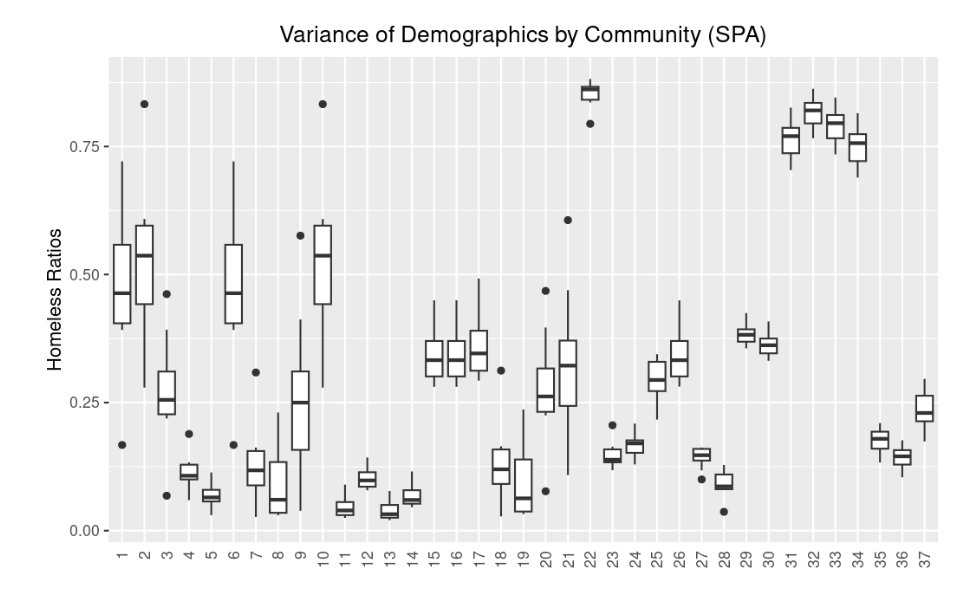 Variance of Demographics by Community (SPA)
Homeless Ratios
0.75
0.50
0.25
0.00
1 2 3 4 5 6 7 8 9 10 11 12 13 14 15 16 17 18 19 20 21 22 23 24 25 26 27 28 29 30 31 32 33 34 35 36 37